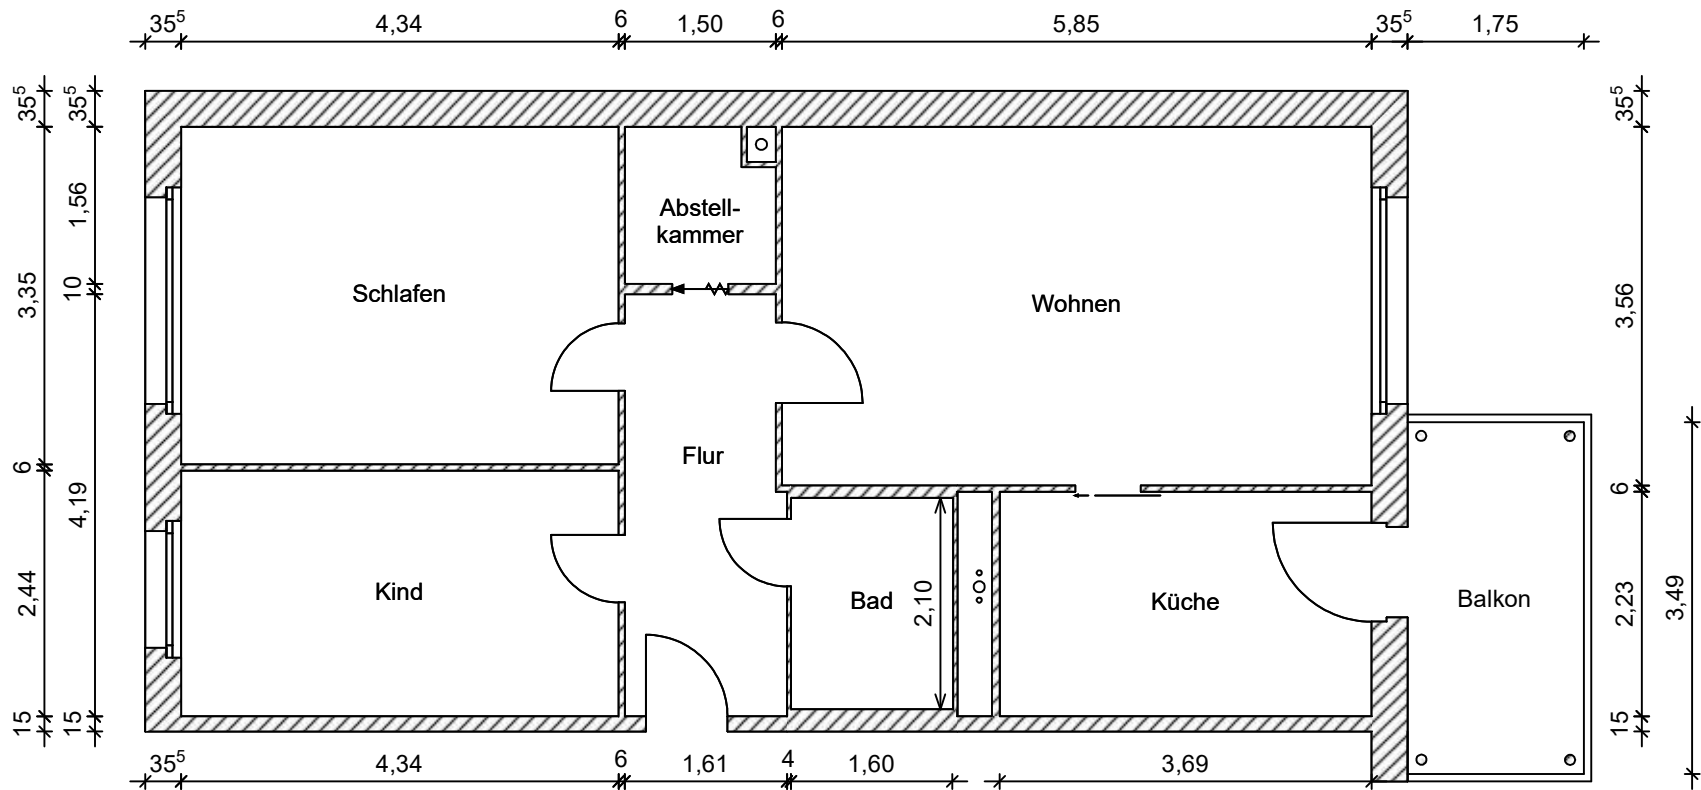 35⁵ 4,34 6 1,50 6 5,85 35⁵ 1,75
35⁵ 35⁵ 35⁵
1,56
Abstell-
kammer
3,35 10 Schlafen Wohnen 3,56
Flur
6 4,19 6
2,44 Kind Bad 2,10 Küche 2,23 Balkon 3,49
15 15 15
35⁵ 4,34 6 1,61 4 1,60 3,69